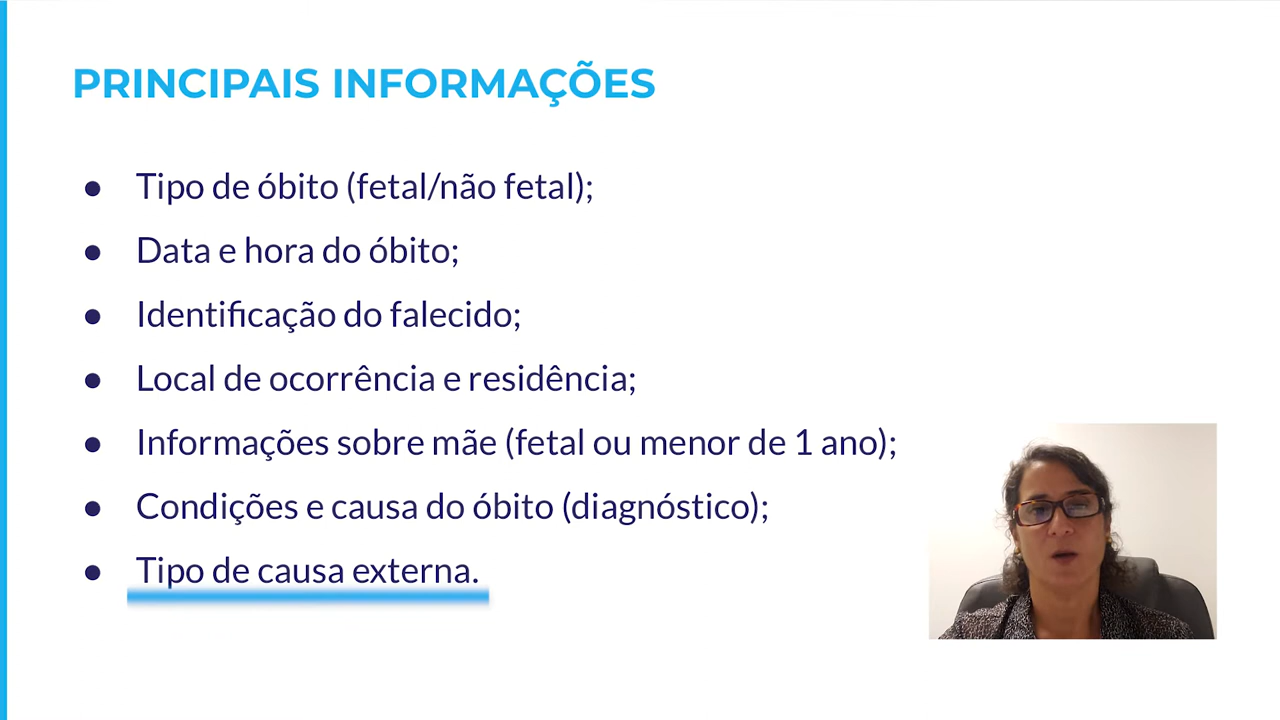 PRINCIPAIS INFORMAÇÕES
● Tipo de óbito (fetal/não fetal);
● Data e hora do óbito;
● Identificação do falecido;
● Local de ocorrência e residência;
● Informações sobre mãe (fetal ou menor de 1 ano);
● Condições e causa do óbito (diagnóstico);
● Tipo de causa externa.